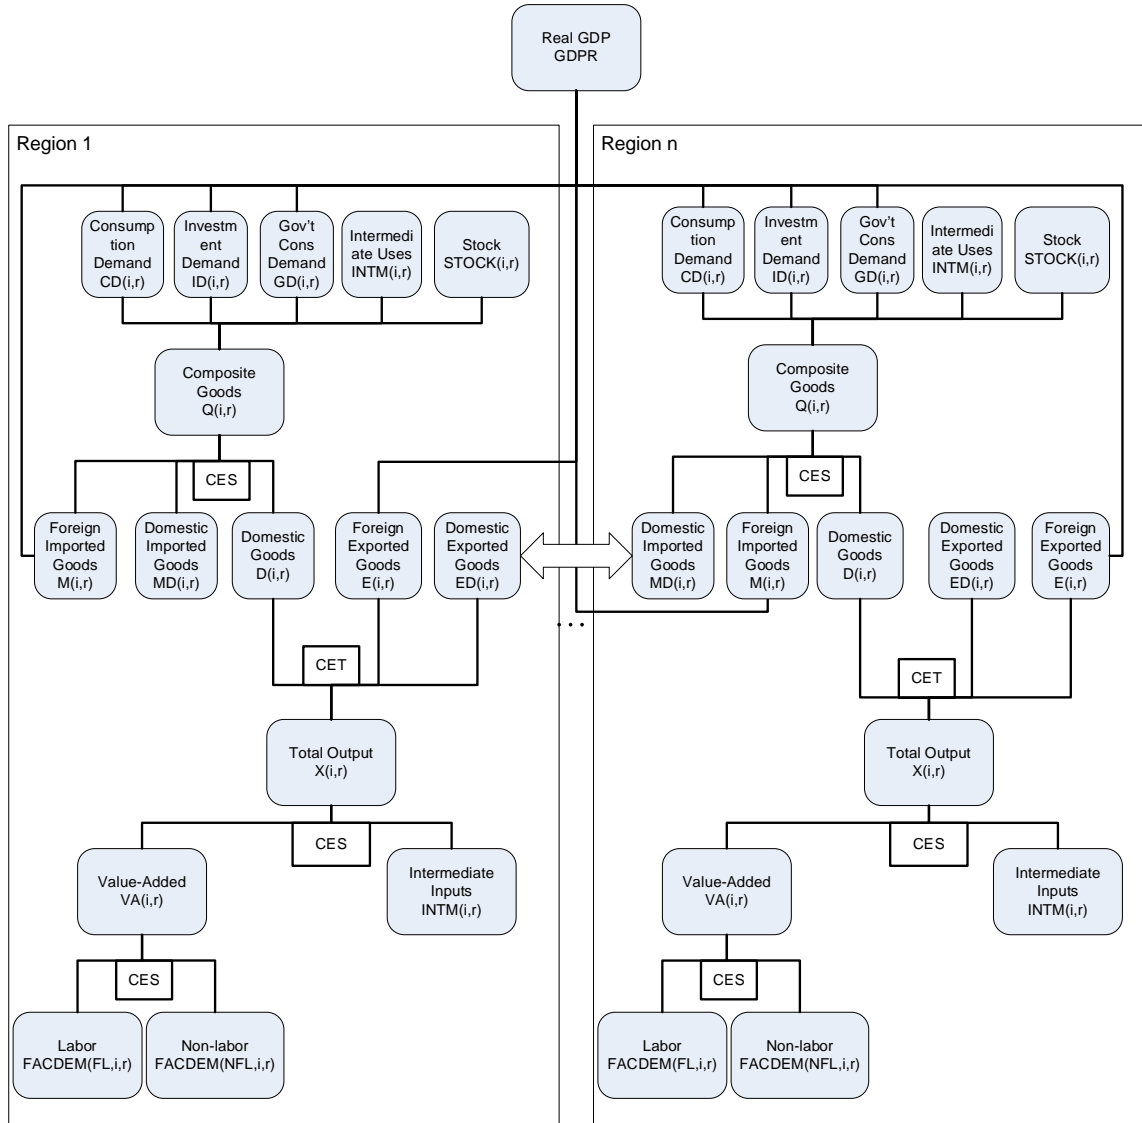 Real GDP
GDPR
Region 1
Consump
tion
Demand
CD(i,r)
Investm
ent
Demand
ID(i,r)
Gov't
Cons
Demand
GD(i,r)
Intermedi
ate Uses
INTM(i,r)
Stock
STOCK(i,r)
Composite
Goods
Q(i,r)
CES
Foreign
Imported
Goods
M(i,r)
Domestic
Imported
Goods
MD(i,r)
Domestic
Goods
D(i,r)
Foreign
Exported
Goods
E(i,r)
Domestic
Exported
Goods
ED(i,r)
CET
Total Output
X(i,r)
CES
Value-Added
VA(i,r)
Intermediate
Inputs
INTM(i,r)
CES
Labor
FACDEM(FL,i,r)
Non-labor
FACDEM(NFL,i,r)
...
Region n
Consump
tion
Demand
CD(i,r)
Investm
ent
Demand
ID(i,r)
Gov't
Cons
Demand
GD(i,r)
Intermedi
ate Uses
INTM(i,r)
Stock
STOCK(i,r)
Composite
Goods
Q(i,r)
CES
Domestic
Imported
Goods
MD(i,r)
Foreign
Imported
Goods
M(i,r)
Domestic
Goods
D(i,r)
Domestic
Exported
Goods
ED(i,r)
Foreign
Exported
Goods
E(i,r)
CET
Total Output
X(i,r)
CES
Value-Added
VA(i,r)
Intermediate
Inputs
INTM(i,r)
CES
Labor
FACDEM(FL,i,r)
Non-labor
FACDEM(NFL,i,r)